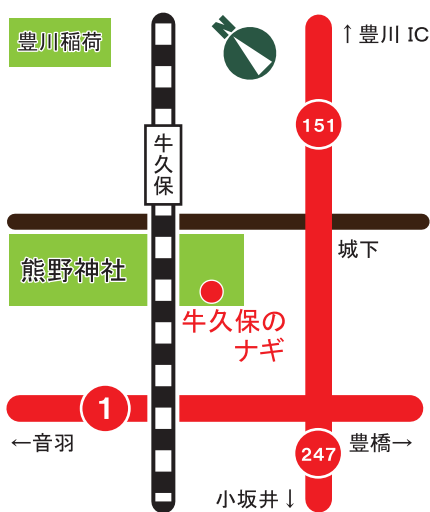 豊川稲荷
N
↑豊川 IC
151
牛久保
城下
熊野神社
牛久保の
ナギ
1
←音羽
247
豊橋→
小坂井↓